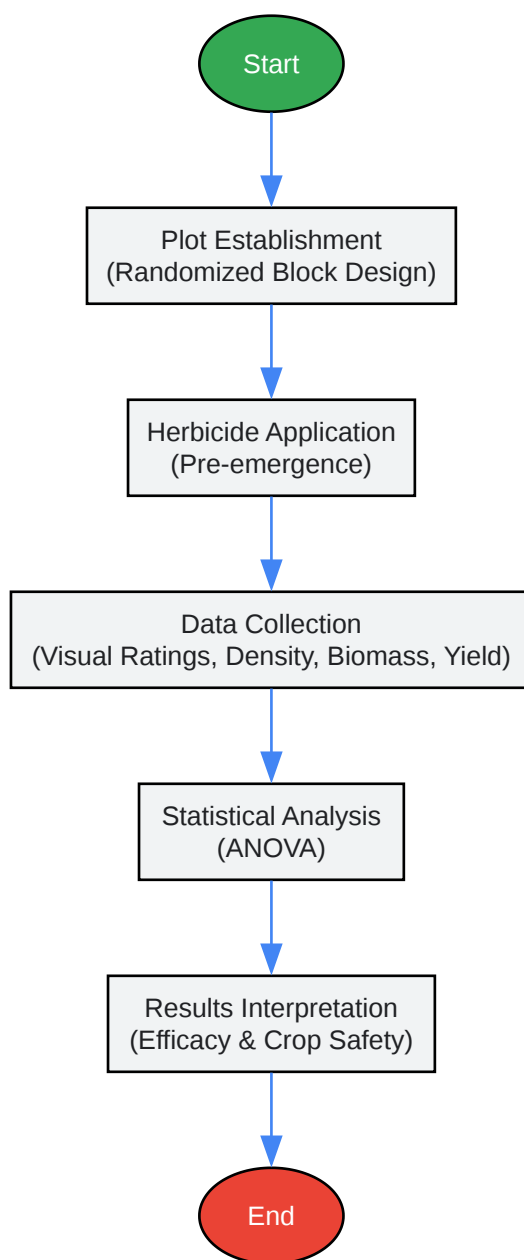 Start
Plot Establishment
(Randomized Block Design)
Herbicide Application
(Pre-emergence)
Data Collection
(Visual Ratings, Density, Biomass, Yield)
Statistical Analysis
(ANOVA)
Results Interpretation
(Efficacy & Crop Safety)
End